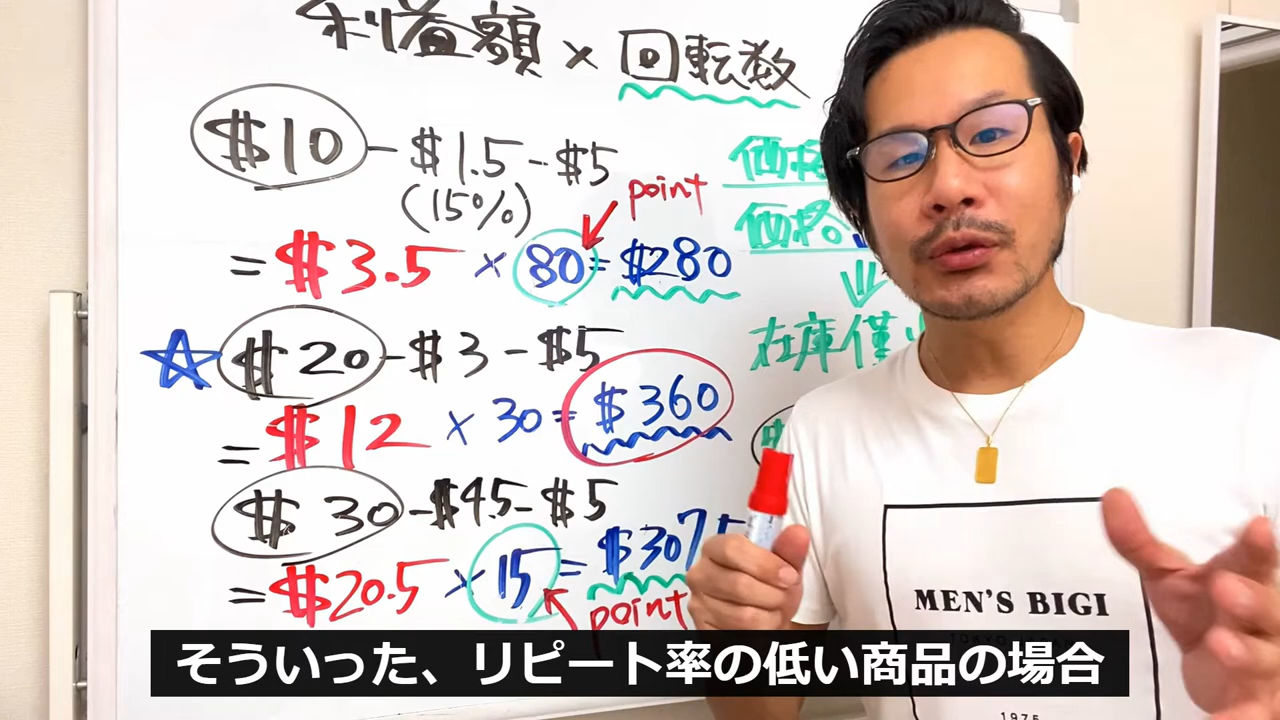 利益額 × 回転数
$10 - $1.5 - $5
(15%)
point
= $3.5 × 80 = $280
$20 - $3 - $5
= $12 × 30 = $360
$30 - $4.5 - $5
= $20.5 × 15 = $307.5
point
価格
価格
在庫僅
MEN'S BIGI
1975
そういった、リピート率の低い商品の場合